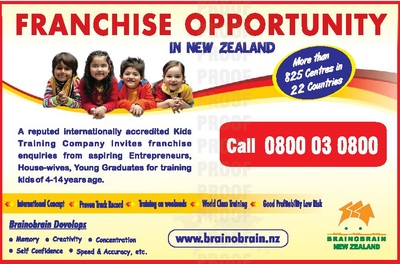 FRANCHISE OPPORTUNITY
IN NEW ZEALAND
More than
825 Centres in
22 Countries
A reputed internationally accredited Kids
Training Company invites franchise
enquiries from aspiring Entrepreneurs,
House-wives, Young Graduates for training
kids of 4-14 years age.
Call 0800 03 0800
International Concept Proven Track Record Training on weekends World Class Training Good Profitability Low Risk
Brainobrain Develops
• Memory • Creativity • Concentration
• Self Confidence • Speed & Accuracy, etc.
www.brainobrain.nz
BRAINOBRAIN
NEW ZEALAND
PROOF